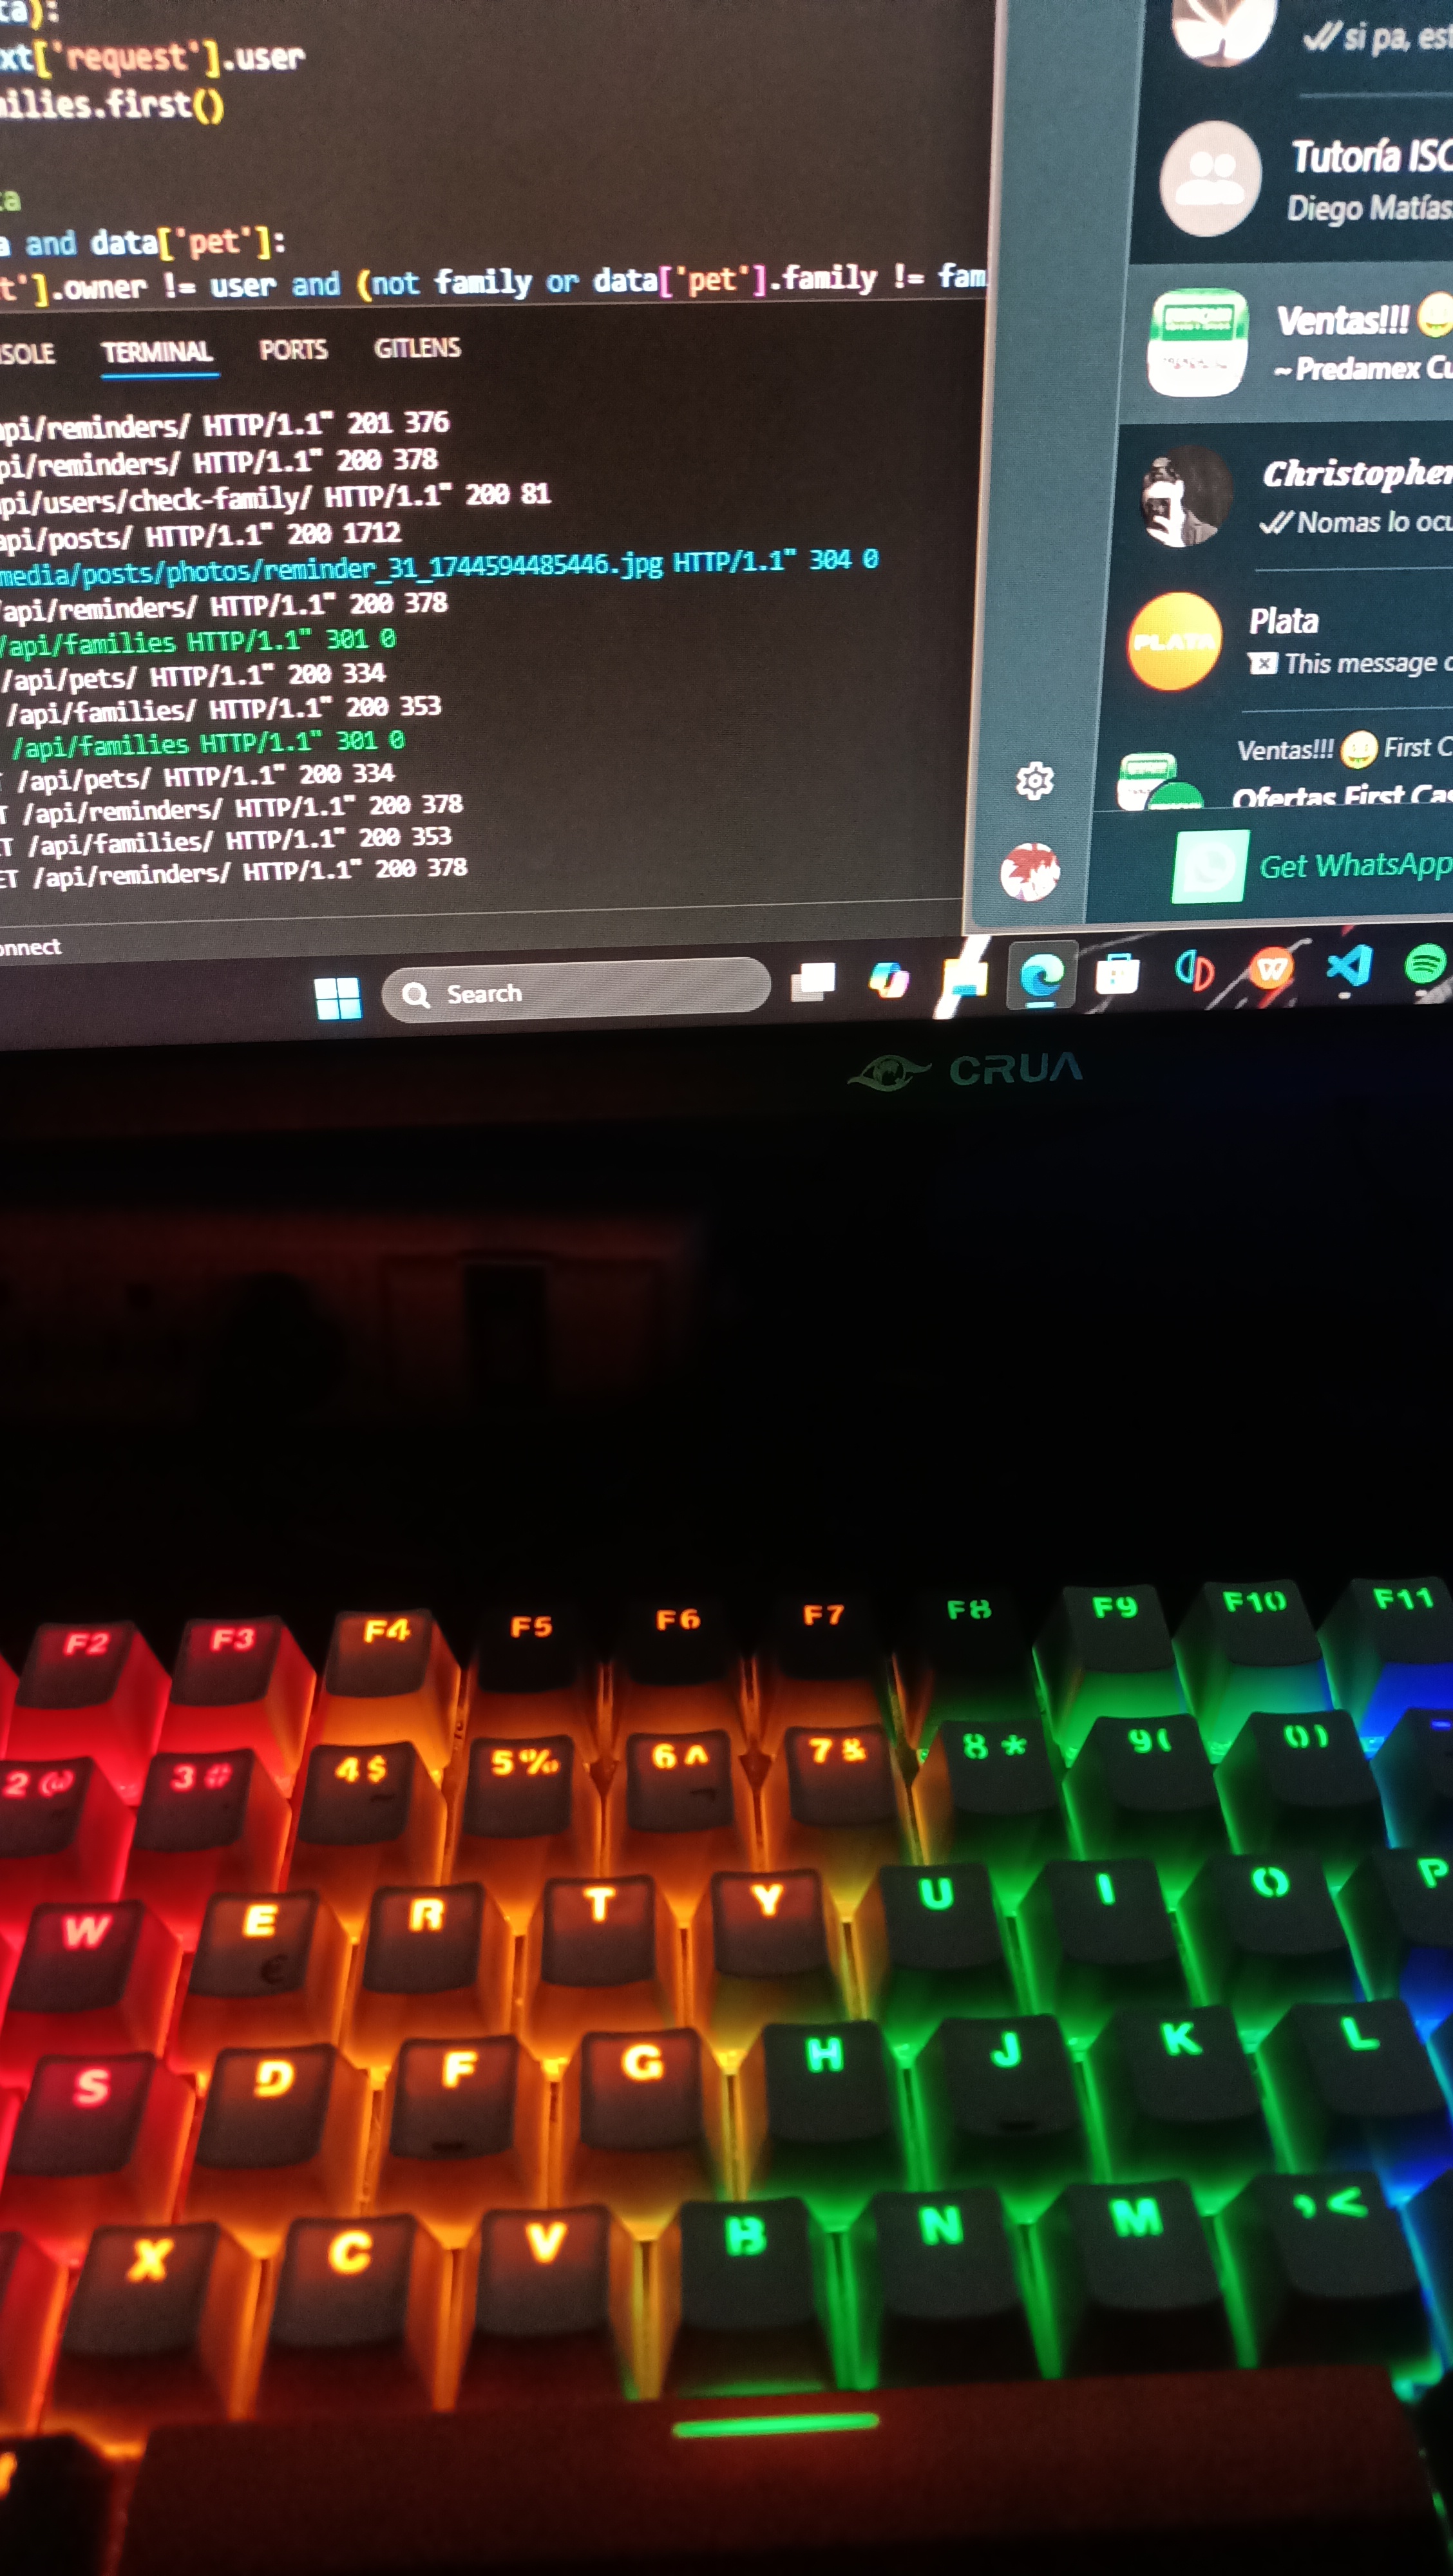 ta):
xt['request'].user
milies.first()
ta
a and data['pet']:
t'].owner != user and (not family or data['pet'].family != fam
SOLE TERMINAL PORTS GITLENS
api/reminders/ HTTP/1.1" 201 376
pi/reminders/ HTTP/1.1" 200 378
pi/users/check-family/ HTTP/1.1" 200 81
api/posts/ HTTP/1.1" 200 1712
media/posts/photos/reminder_31_1744594485446.jpg HTTP/1.1" 304 0
/api/reminders/ HTTP/1.1" 200 378
/api/families HTTP/1.1" 301 0
/api/pets/ HTTP/1.1" 200 334
/api/families/ HTTP/1.1" 200 353
/api/families HTTP/1.1" 301 0
T /api/pets/ HTTP/1.1" 200 334
T /api/reminders/ HTTP/1.1" 200 378
ET /api/families/ HTTP/1.1" 200 353
ET /api/reminders/ HTTP/1.1" 200 378
onnect
si pa, est
Tutoría ISC
Diego Matías
Ventas!!! 😀
~ Predamex Cu
Christopher
Nomas lo ocu
PLATA
Plata
This message c
Ventas!!! 😀 First C
Ofertas First Cas
Get WhatsApp
Search
CRUA
F2 F3 F4 F5 F6 F7 F8 F9 F10 F11
2 @ 3 # 4 $ 5 % 6 ^ 7 & 8 * 9 ( 0 )
W E R T Y U I O P
€
S D F G H J K L
X C V B N M , <